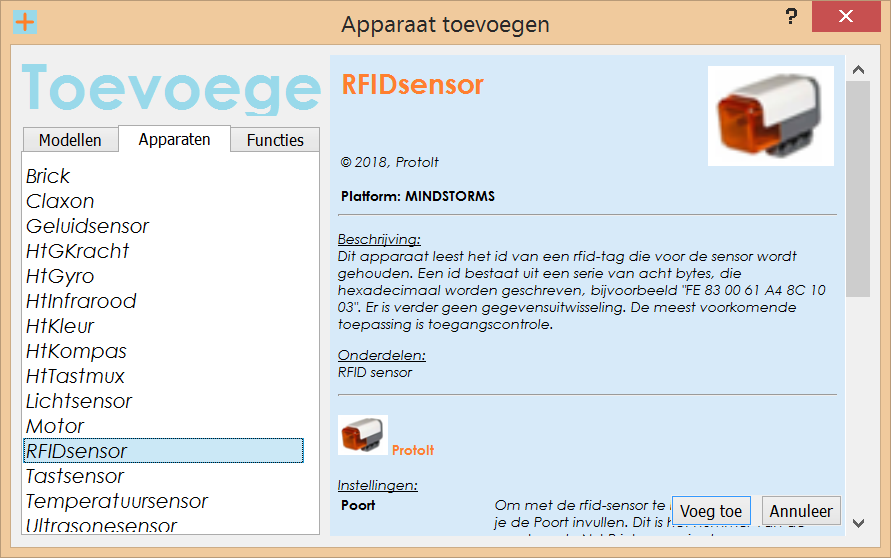 Apparaat toevoegen
?
Toevoege
Modellen
Apparaten
Functies
Brick
Claxon
Geluidsensor
HtGKracht
HtGyro
HtInfrarood
HtKleur
HtKompas
HtTastmux
Lichtsensor
Motor
RFIDsensor
Tastsensor
Temperatuursensor
Ultrasonesensor
RFIDsensor
© 2018, ProtoIt
Platform: MINDSTORMS
Beschrijving:
Dit apparaat leest het id van een rfid-tag die voor de sensor wordt
gehouden. Een id bestaat uit een serie van acht bytes, die
hexadecimaal worden geschreven, bijvoorbeeld "FE 83 00 61 A4 8C 10
03". Er is verder geen gegevensuitwisseling. De meest voorkomende
toepassing is toegangscontrole.
Onderdelen:
RFID sensor
ProtoIt
Instellingen:
Poort
Om met de rfid-sensor te
je de Poort invullen. Dit is het nummer van de
Voeg toe
Annuleer